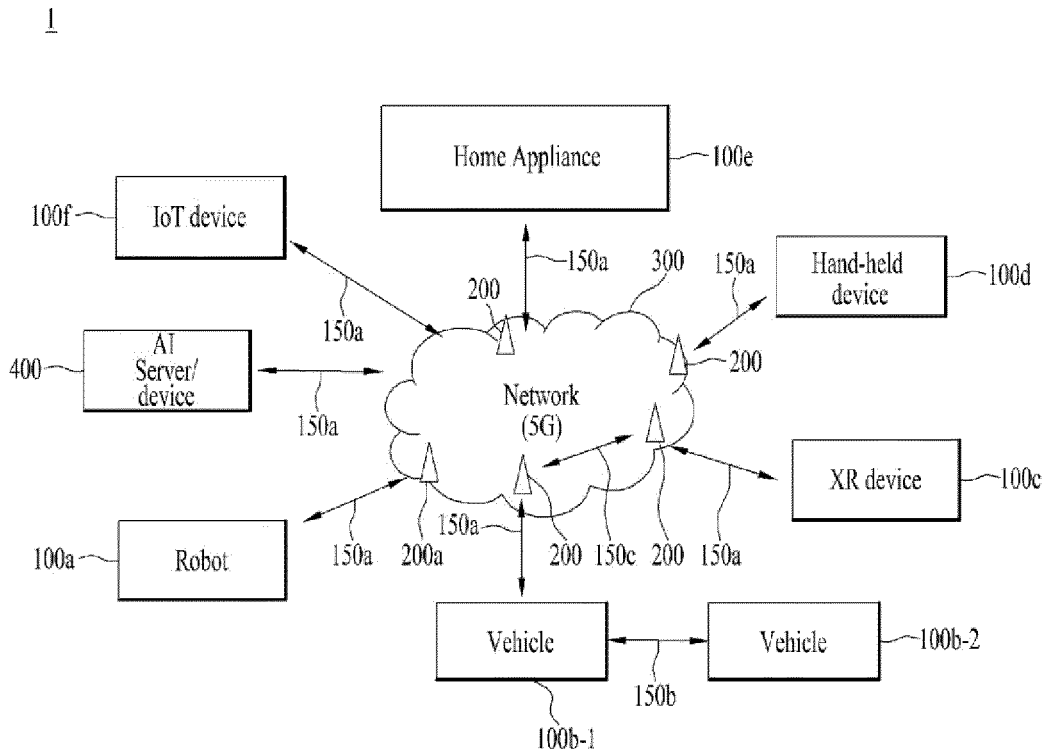 1
Home Appliance
100e
100f
IoT device
150a
300
150a
Hand-held
device
100d
200
150a
400
AI
Server/
device
200
150a
Network
(5G)
XR device
100c
150a
100a
Robot
150a
200a
200
150c
200
150a
Vehicle
Vehicle
100b-2
150b
100b-1